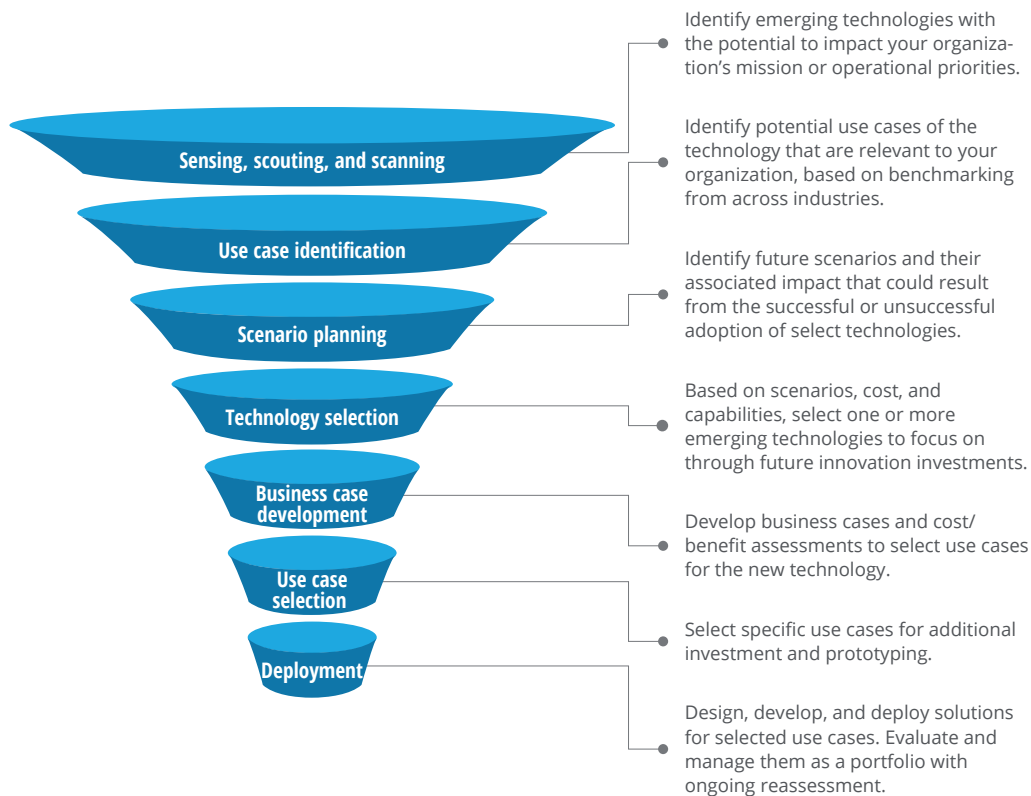 Identify emerging technologies with
the potential to impact your organiza-
tion's mission or operational priorities.
Sensing, scouting, and scanning
Identify potential use cases of the
technology that are relevant to your
organization, based on benchmarking
from across industries.
Use case identification
Identify future scenarios and their
associated impact that could result
from the successful or unsuccessful
adoption of select technologies.
Scenario planning
Based on scenarios, cost, and
capabilities, select one or more
emerging technologies to focus on
through future innovation investments.
Technology selection
Business case
development
Develop business cases and cost/
benefit assessments to select use cases
for the new technology.
Use case
selection
Select specific use cases for additional
investment and prototyping.
Deployment
Design, develop, and deploy solutions
for selected use cases. Evaluate and
manage them as a portfolio with
ongoing reassessment.